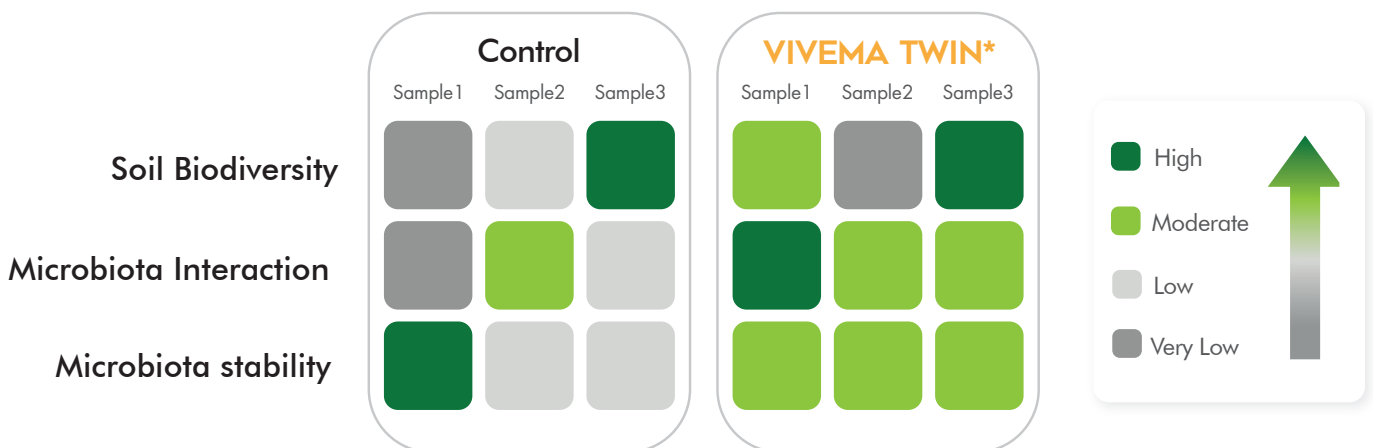 Control
Sample1 Sample2 Sample3
VIVEMA TWIN*
Sample1 Sample2 Sample3
Soil Biodiversity
Microbiota Interaction
Microbiota stability
High
Moderate
Low
Very Low